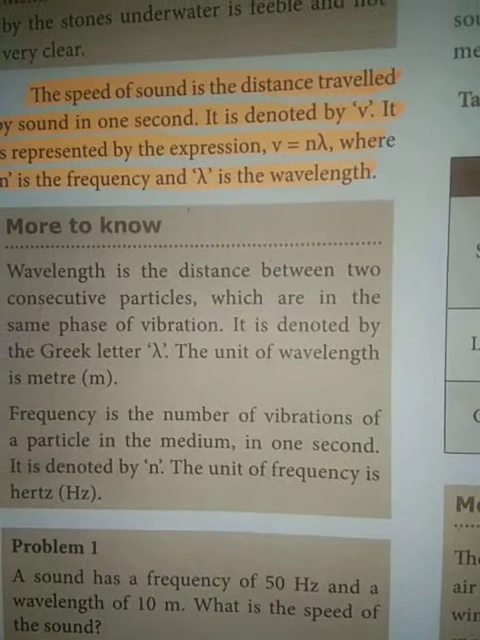 by the stones underwater is feeble and not
very clear.
The speed of sound is the distance travelled
by sound in one second. It is denoted by ‘v’. It
is represented by the expression, v = nλ, where
‘n’ is the frequency and ‘λ’ is the wavelength.
More to know
Wavelength is the distance between two
consecutive particles, which are in the
same phase of vibration. It is denoted by
the Greek letter ‘λ’. The unit of wavelength
is metre (m).
Frequency is the number of vibrations of
a particle in the medium, in one second.
It is denoted by ‘n’. The unit of frequency is
hertz (Hz).
Problem 1
A sound has a frequency of 50 Hz and a
wavelength of 10 m. What is the speed of
the sound?
sou
me
Ta
L
Mo
The
air
win